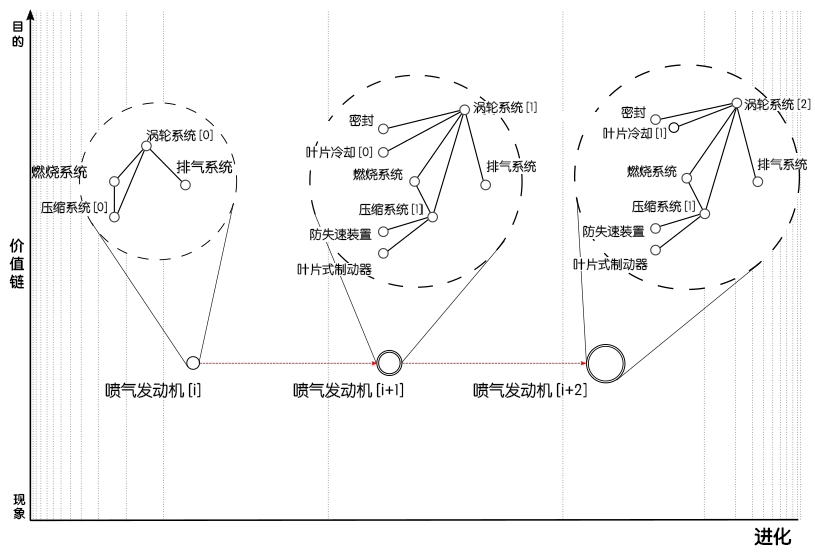 目的
涡轮系统 [0]
燃烧系统
排气系统
压缩系统 [0]
密封
涡轮系统 [1]
叶片冷却 [0]
燃烧系统
排气系统
压缩系统 [1]
防失速装置
叶片式制动器
密封
涡轮系统 [2]
叶片冷却 [1]
燃烧系统
排气系统
压缩系统 [1]
防失速装置
叶片式制动器
价值链
喷气发动机 [i]
喷气发动机 [i+1]
喷气发动机 [i+2]
现象
进化